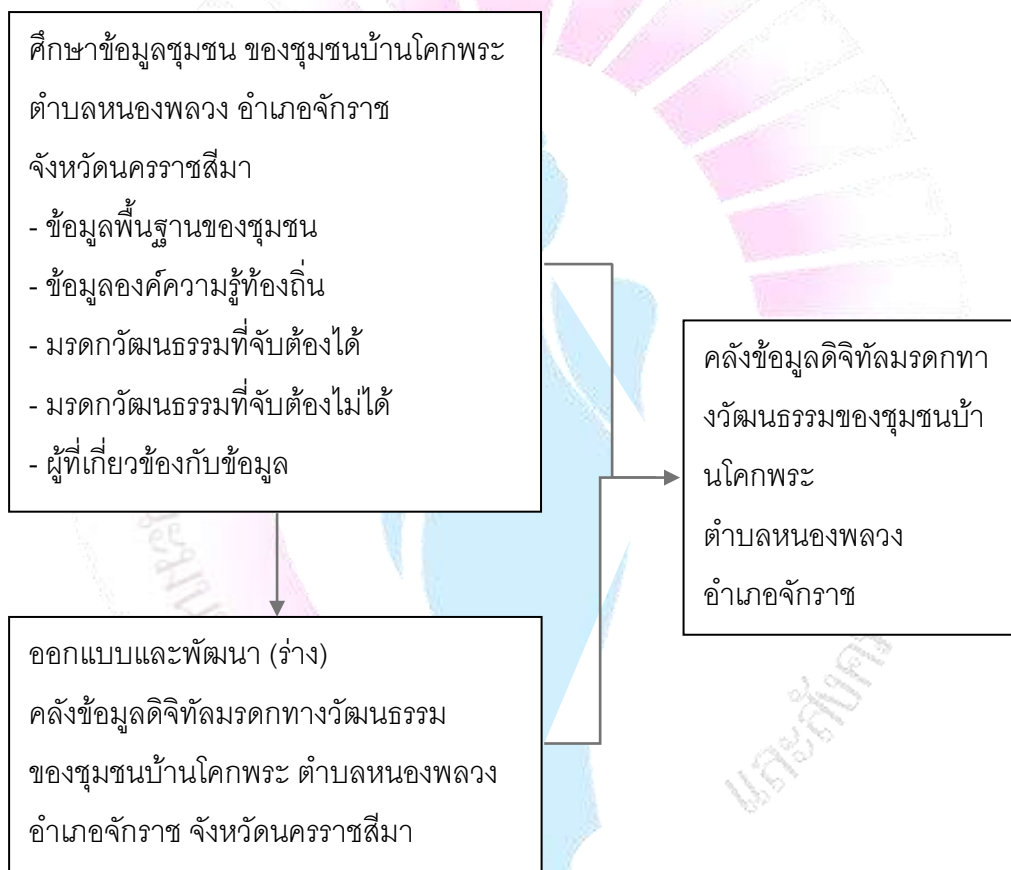 ศึกษาข้อมูลชุมชน ของชุมชนบ้านโคกพระ
ตำบลหนองพลวง อำเภอจักราช
จังหวัดนครราชสีมา
- ข้อมูลพื้นฐานของชุมชน
- ข้อมูลองค์ความรู้ท้องถิ่น
- มรดกวัฒนธรรมที่จับต้องได้
- มรดกวัฒนธรรมที่จับต้องไม่ได้
- ผู้ที่เกี่ยวข้องกับข้อมูล
ออกแบบและพัฒนา (ร่าง)
คลังข้อมูลดิจิทัลมรดกทางวัฒนธรรม
ของชุมชนบ้านโคกพระ ตำบลหนองพลวง
อำเภอจักราช จังหวัดนครราชสีมา
คลังข้อมูลดิจิทัลมรดกทา
งวัฒนธรรมของชุมชนบ้า
นโคกพระ
ตำบลหนองพลวง
อำเภอจักราช